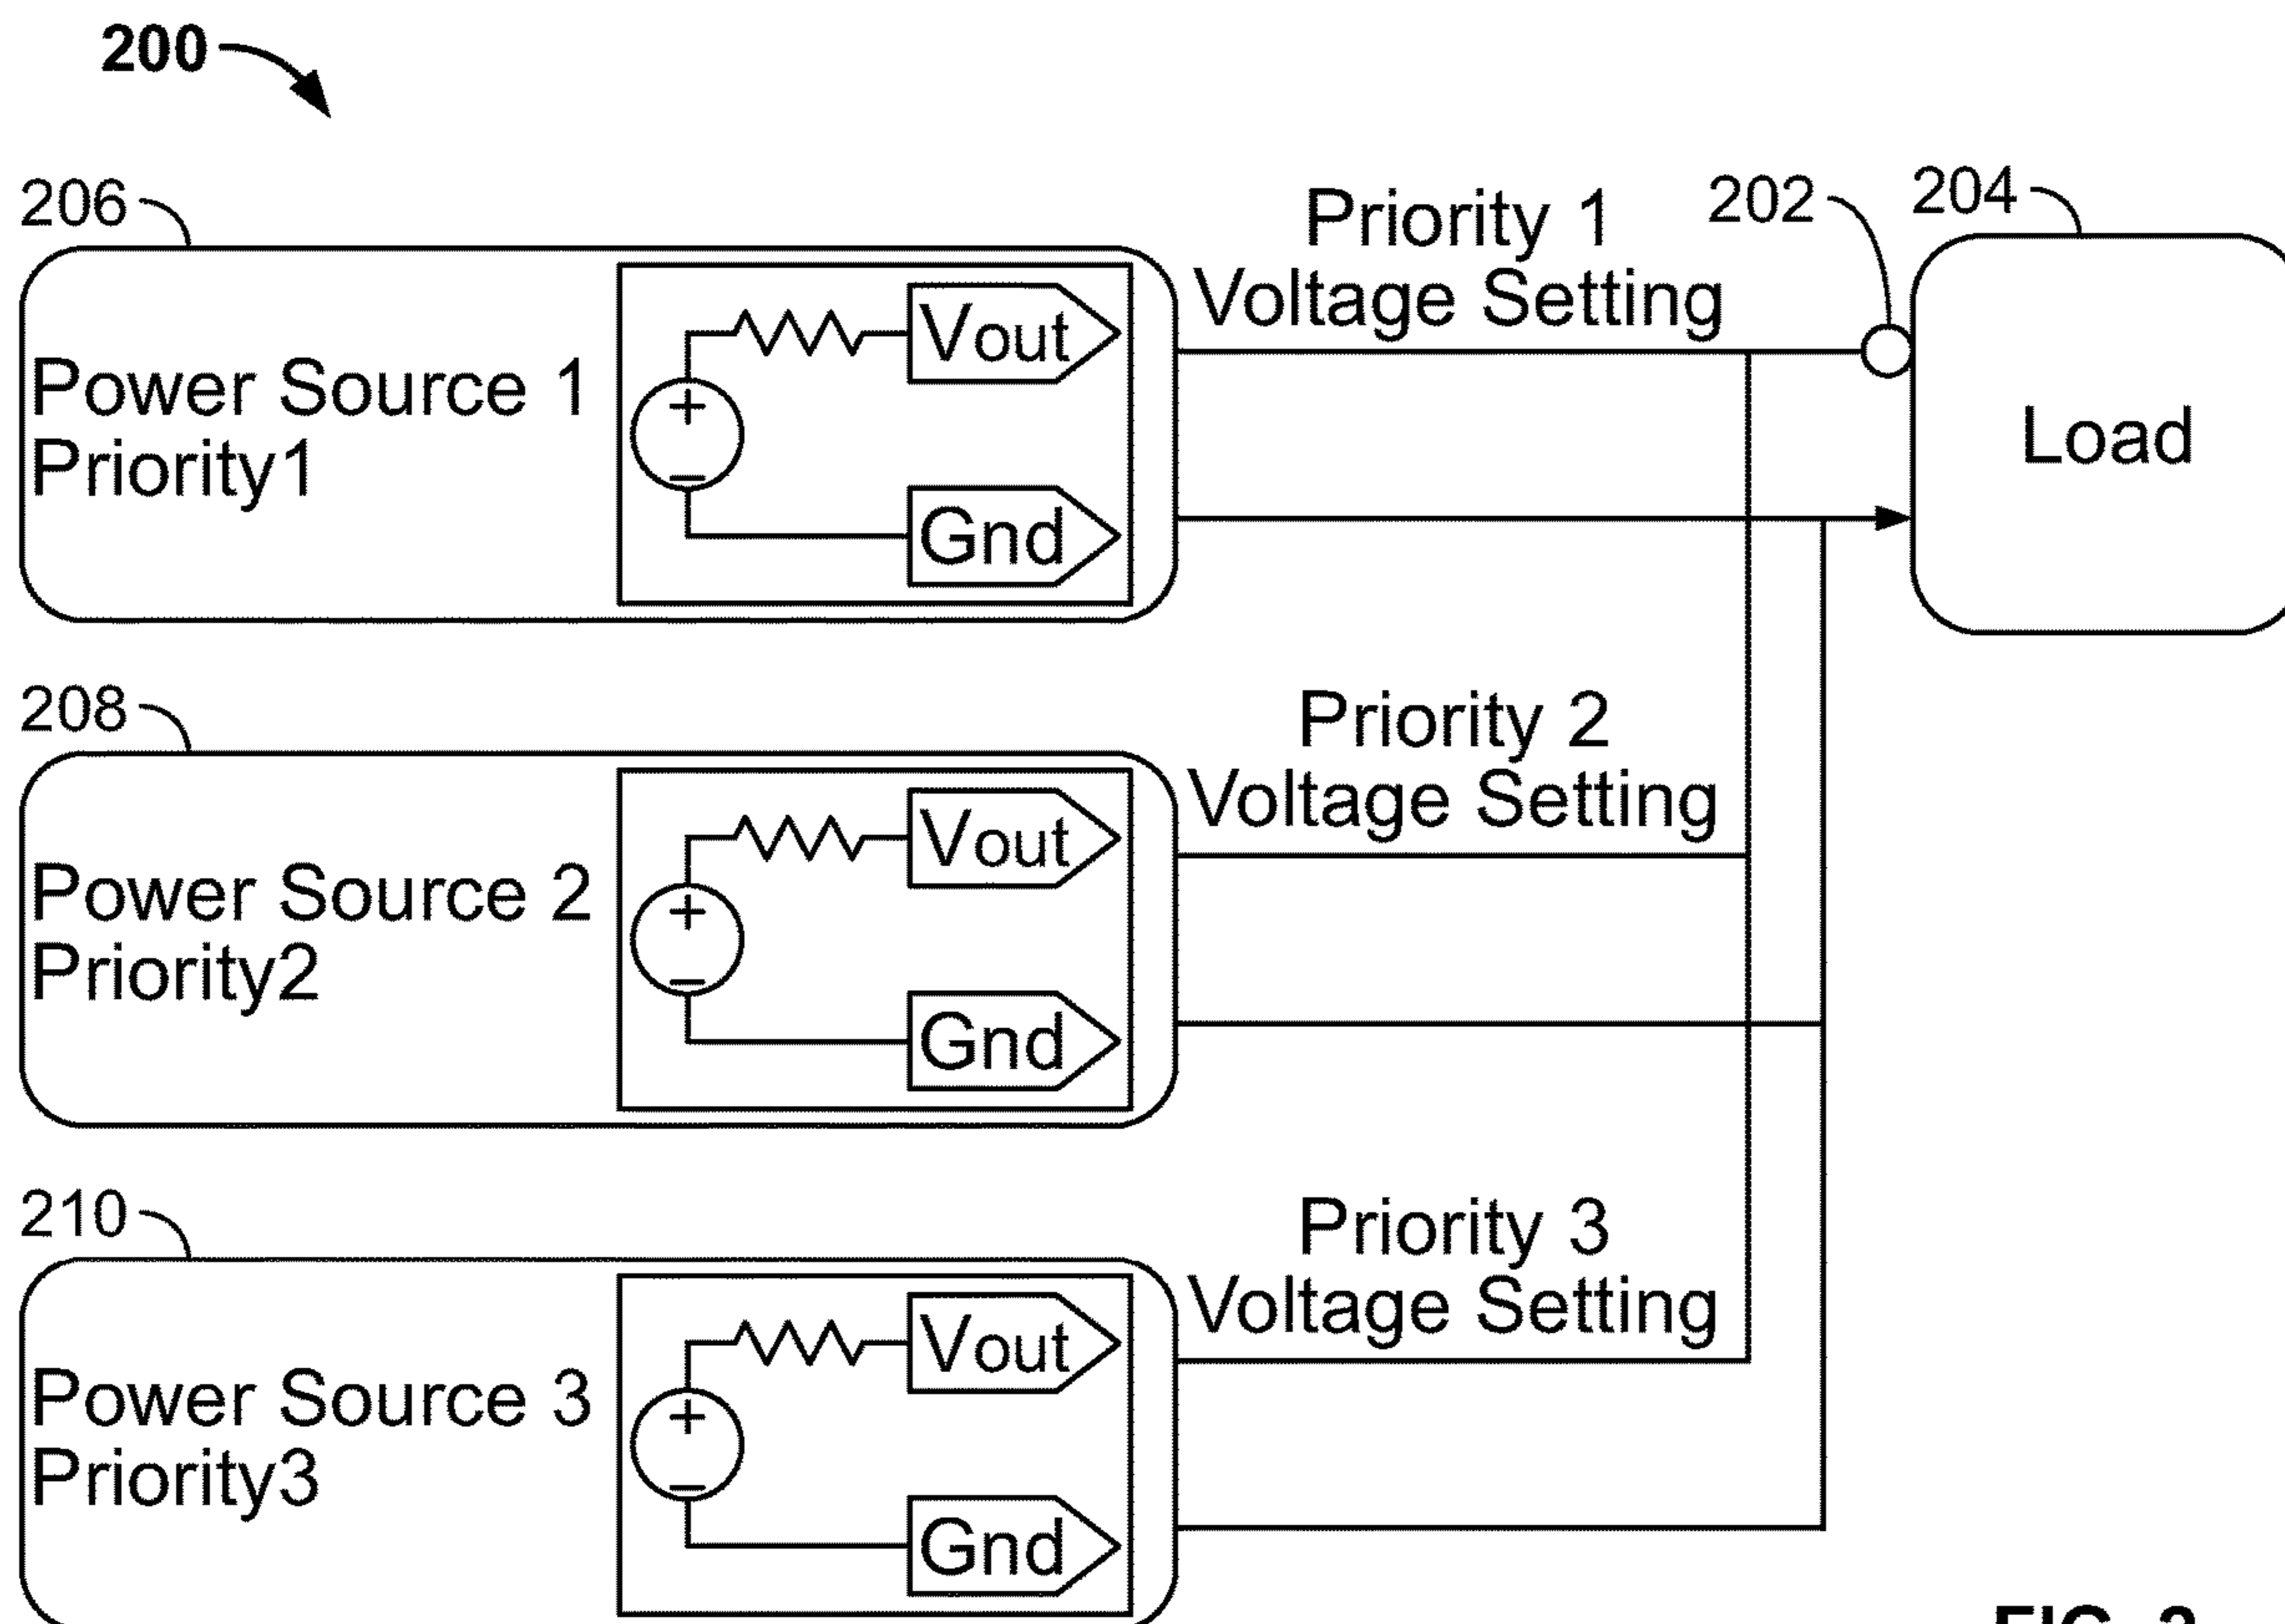 200
206
Priority 1
Voltage Setting
202
204
Power Source 1
Priority1
+
−
Vout
Gnd
Load
208
Priority 2
Voltage Setting
Power Source 2
Priority2
+
−
Vout
Gnd
210
Priority 3
Voltage Setting
Power Source 3
Priority3
+
−
Vout
Gnd
FIG.